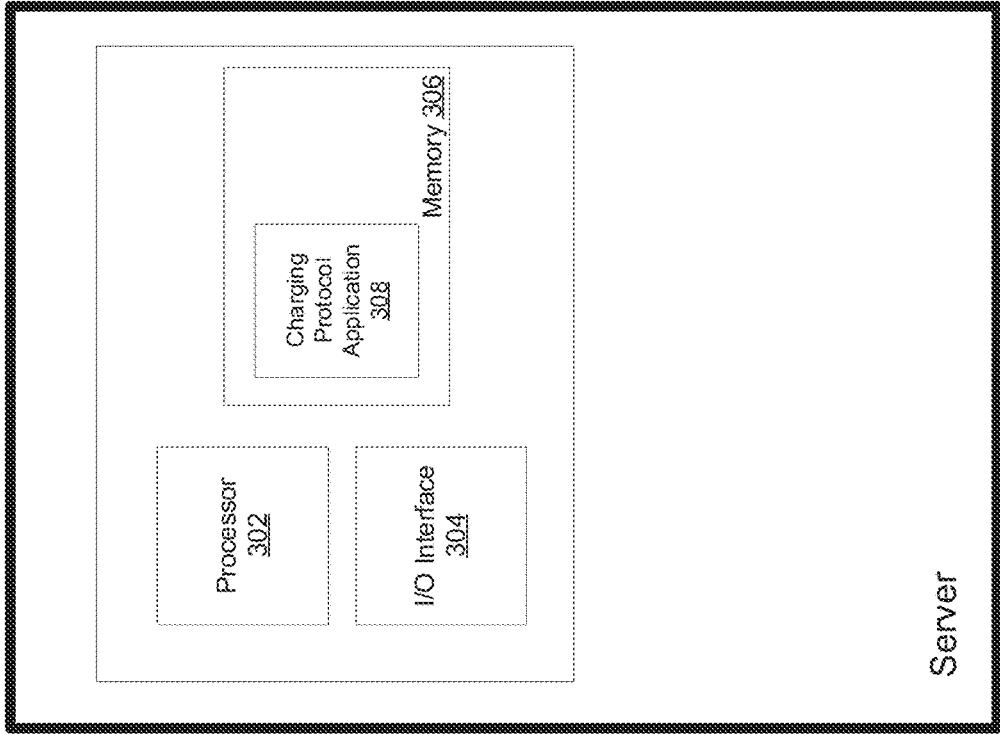 Processor
302
I/O Interface
304
Charging
Protocol
Application
308
Memory 306
Server